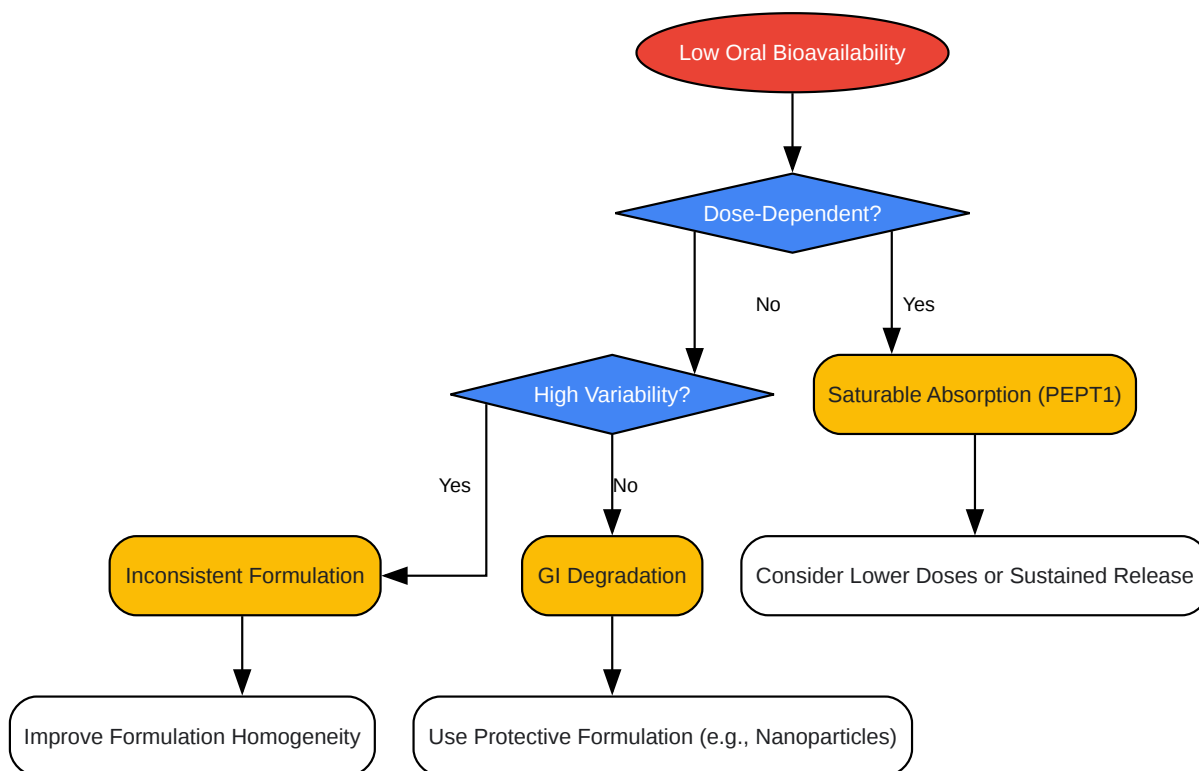 Low Oral Bioavailability
Dose-Dependent?
No
Yes
High Variability?
Saturable Absorption (PEPT1)
Yes
No
Inconsistent Formulation
GI Degradation
Consider Lower Doses or Sustained Release
Improve Formulation Homogeneity
Use Protective Formulation (e.g., Nanoparticles)